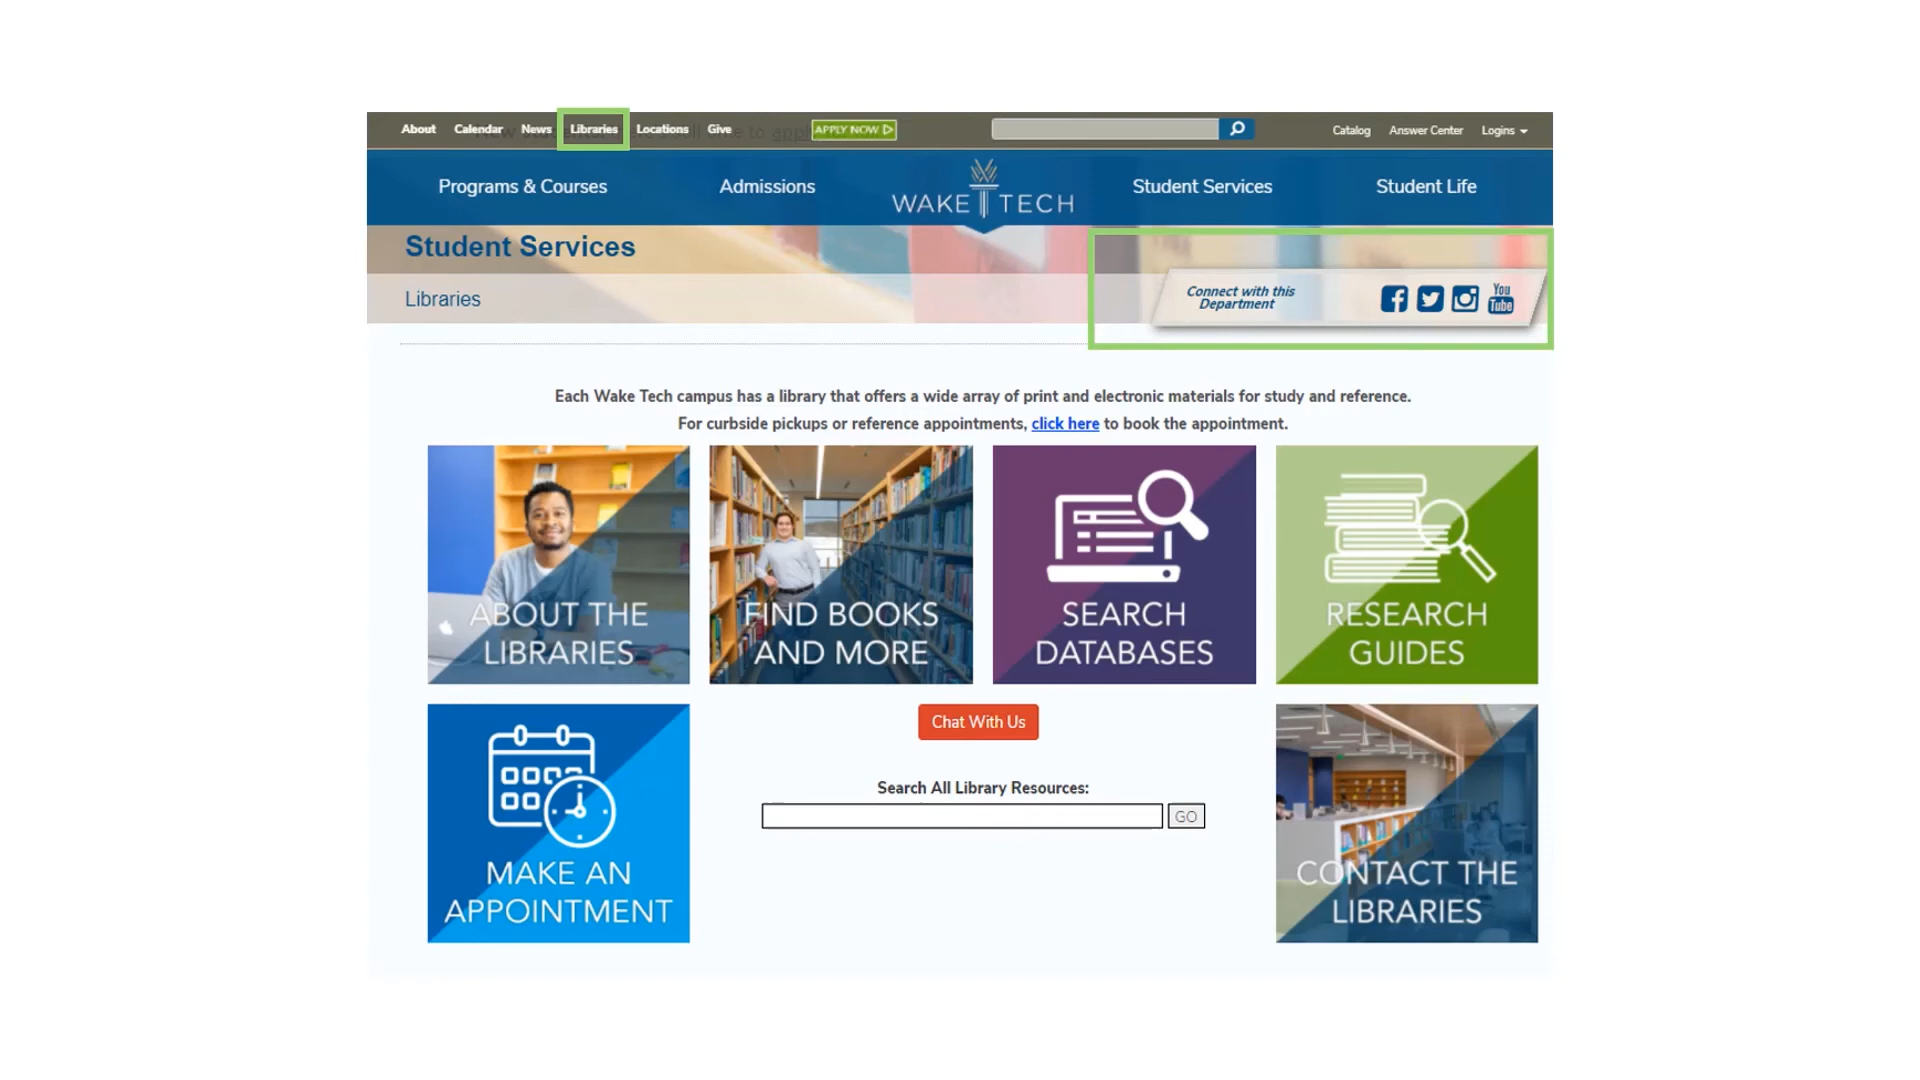 About Calendar News Libraries Locations Give APPLY NOW Catalog Answer Center Logins
Programs & Courses Admissions WAKE TECH Student Services Student Life
Student Services
Libraries
Connect with this
Department
You
Tube
Each Wake Tech campus has a library that offers a wide array of print and electronic materials for study and reference.
For curbside pickups or reference appointments, click here to book the appointment.
ABOUT THE
LIBRARIES
FIND BOOKS
AND MORE
SEARCH
DATABASES
RESEARCH
GUIDES
MAKE AN
APPOINTMENT
Chat With Us
Search All Library Resources:
GO
CONTACT THE
LIBRARIES